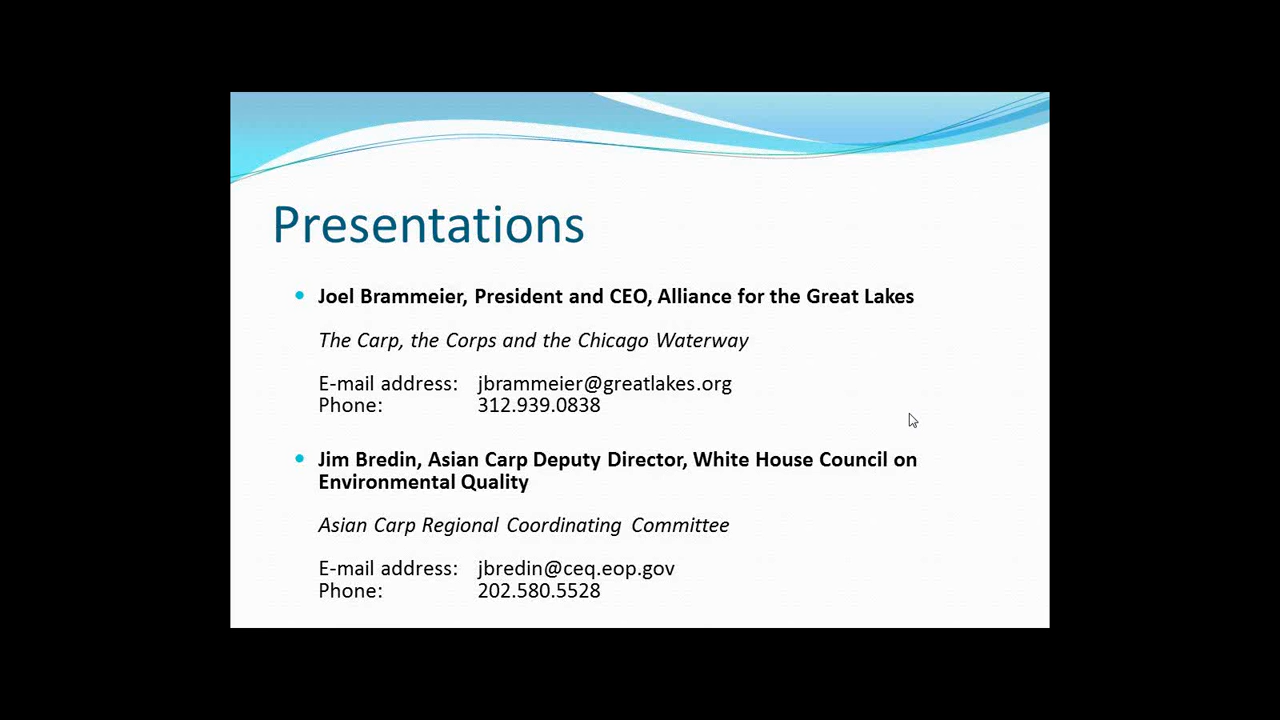 Presentations
• Joel Brammeier, President and CEO, Alliance for the Great Lakes
The Carp, the Corps and the Chicago Waterway
E-mail address: jbrammeier@greatlakes.org
Phone: 312.939.0838
• Jim Bredin, Asian Carp Deputy Director, White House Council on
Environmental Quality
Asian Carp Regional Coordinating Committee
E-mail address: jbredin@ceq.eop.gov
Phone: 202.580.5528